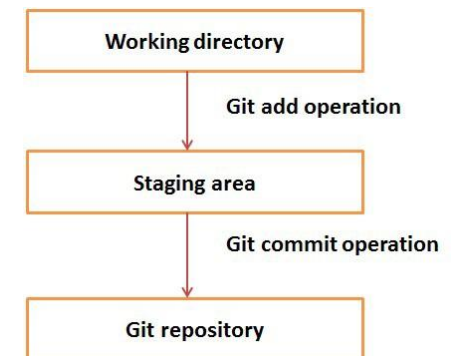 Working directory
Git add operation
Staging area
Git commit operation
Git repository